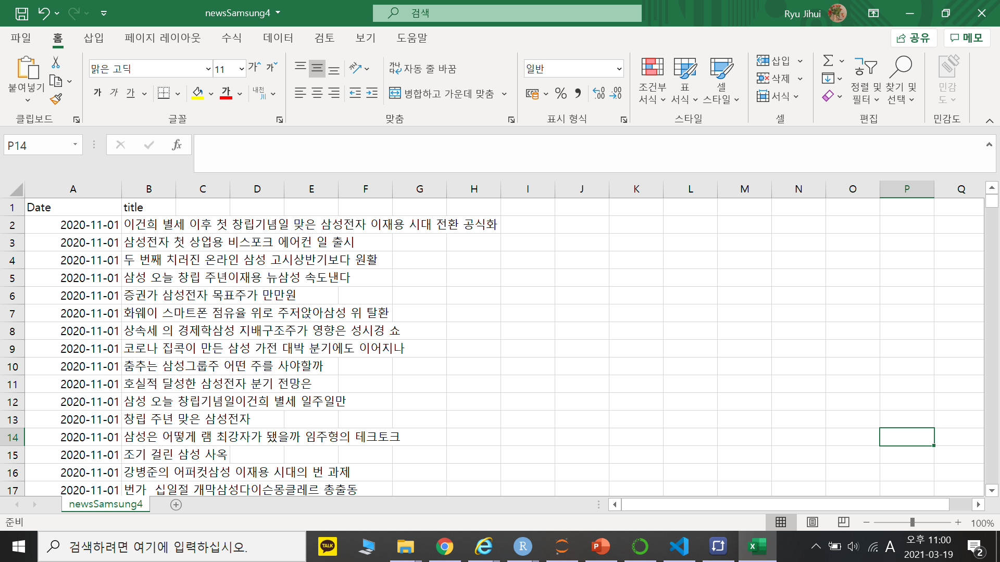 newsSamsung4
검색
Ryu Jihui
파일 홈 삽입 페이지 레이아웃 수식 데이터 검토 보기 도움말 공유 메모
붙여넣기
클립보드
맑은 고딕 11 가 가
가 가 가 가 내천
글꼴
자동 줄 바꿈
병합하고 가운데 맞춤
맞춤
일반
% .00 .00
표시 형식
조건부 서식
표 서식
셀 스타일
스타일
삽입
삭제
서식
셀
정렬 및 필터
찾기 및 선택
편집
민감도
민감도
P14 fx
A B C D E F G H I J K L M N O P Q
1 Date title
2 2020-11-01 이건희 별세 이후 첫 창립기념일 맞은 삼성전자 이재용 시대 전환 공식화
3 2020-11-01 삼성전자 첫 상업용 비스포크 에어컨 일 출시
4 2020-11-01 두 번째 치러진 온라인 삼성 고시상반기보다 원활
5 2020-11-01 삼성 오늘 창립 주년이재용 뉴삼성 속도낸다
6 2020-11-01 증권가 삼성전자 목표주가 만만원
7 2020-11-01 화웨이 스마트폰 점유율 위로 주저앉아삼성 위 탈환
8 2020-11-01 상속세 의 경제학삼성 지배구조주가 영향은 성시경 쇼
9 2020-11-01 코로나 집콕이 만든 삼성 가전 대박 분기에도 이어지나
10 2020-11-01 춤추는 삼성그룹주 어떤 주를 사야할까
11 2020-11-01 호실적 달성한 삼성전자 분기 전망은
12 2020-11-01 삼성 오늘 창립기념일이건희 별세 일주일만
13 2020-11-01 창립 주년 맞은 삼성전자
14 2020-11-01 삼성은 어떻게 램 최강자가 됐을까 임주형의 테크토크
15 2020-11-01 조기 걸린 삼성 사옥
16 2020-11-01 강병준의 어퍼컷삼성 이재용 시대의 번 과제
17 2020-11-01 번가 십일절 개막삼성다이슨몽클레르 총출동
newsSamsung4
준비 100%
검색하려면 여기에 입력하십시오.
TALK
R
P
X
A
오후 11:00
2021-03-19
2